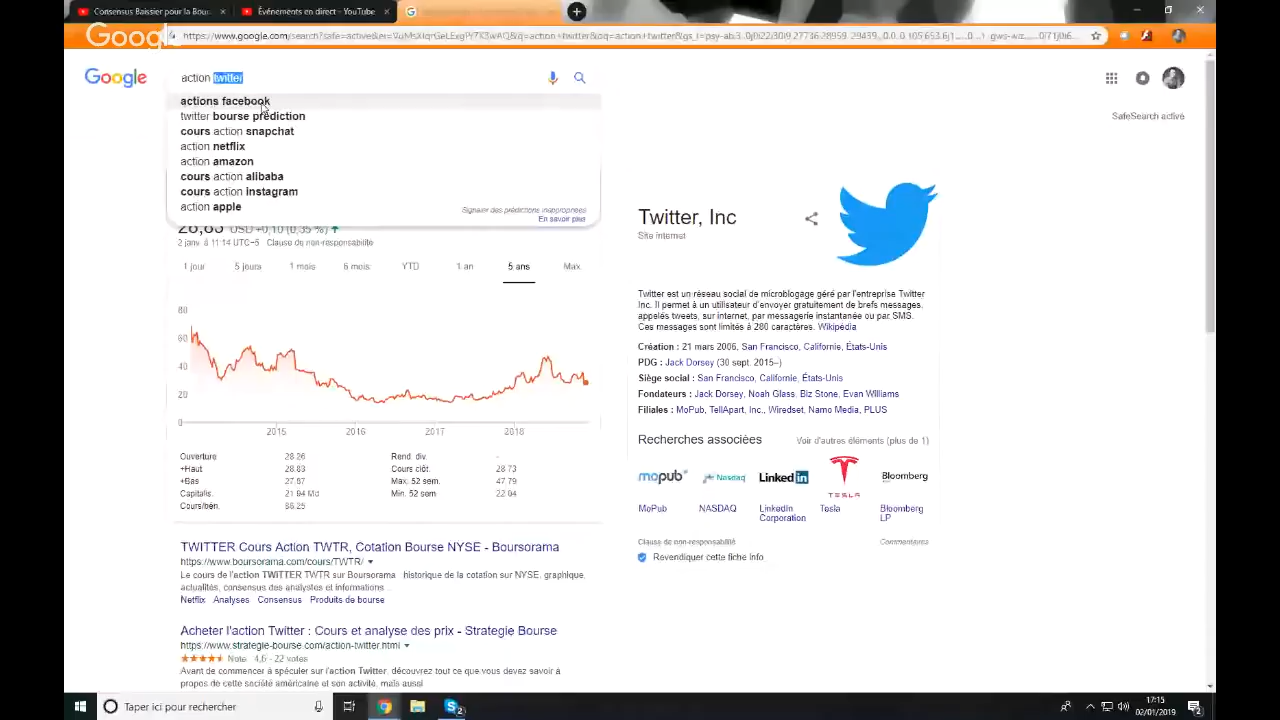 Consensus Baissier pour la Bour
Événements en direct - YouTube
Google
Google
action twitter
actions facebook
twitter bourse prédiction
cours action snapchat
action netflix
action amazon
cours action alibaba
cours action instagram
action apple
Signaler des prédictions inappropriées
En savoir plus
SafeSearch activé
28,83 USD +0,10 (0,35 %)
2 janv. à 11:14 UTC−5 Clause de non-responsabilité
1 jour 5 jours 1 mois 6 mois YTD 1 an 5 ans Max
80
60
40
20
0
2015 2016 2017 2018
Ouverture 28.26 Rend. div. -
+Haut 28.83 Cours clôt. 28 73
+Bas Max. 52 sem 47.79
Capitalis. 21 94 Md Min. 52 sem 22.04
Cours/bén. 86.25
TWITTER Cours Action TWTR, Cotation Bourse NYSE - Boursorama
https://www.boursorama.com/cours/TWTR/
Le cours de l'action TWITTER TWTR sur Boursorama historique de la cotation sur NYSE, graphique,
actualités, consensus des analystes et informations...
Netflix Analyses Consensus Produits de bourse
Acheter l'action Twitter : Cours et analyse des prix - Strategie Bourse
https://www.strategie-bourse.com/action-twitter.html
Note : 4,6 - 22 votes
Avant de commencer à spéculer sur l'action Twitter, découvrez tout ce que vous devez savoir à
propos de cette société américaine et son activité, mais aussi
Twitter, Inc
Site internet
Twitter est un réseau social de microblogage géré par l'entreprise Twitter
Inc. Il permet à un utilisateur d'envoyer gratuitement de brefs messages,
appelés tweets, sur internet, par messagerie instantanée ou par SMS.
Ces messages sont limités à 280 caractères. Wikipédia
Création : 21 mars 2006, San Francisco, Californie, États-Unis
PDG : Jack Dorsey (30 sept. 2015–)
Siège social : San Francisco, Californie, États-Unis
Fondateurs : Jack Dorsey, Noah Glass, Biz Stone, Evan Williams
Filiales : MoPub, TellApart, Inc., Wiredset, Namo Media, PLUS
Recherches associées
Voir d'autres éléments (plus de 1)
mopub Nasdaq LinkedIn TESLA Bloomberg
MoPub NASDAQ LinkedIn Tesla Bloomberg
Corporation LP
Clause de non-responsabilité Commentaires
Revendiquer cette fiche info
Taper ici pour rechercher
17:15
02/01/2019